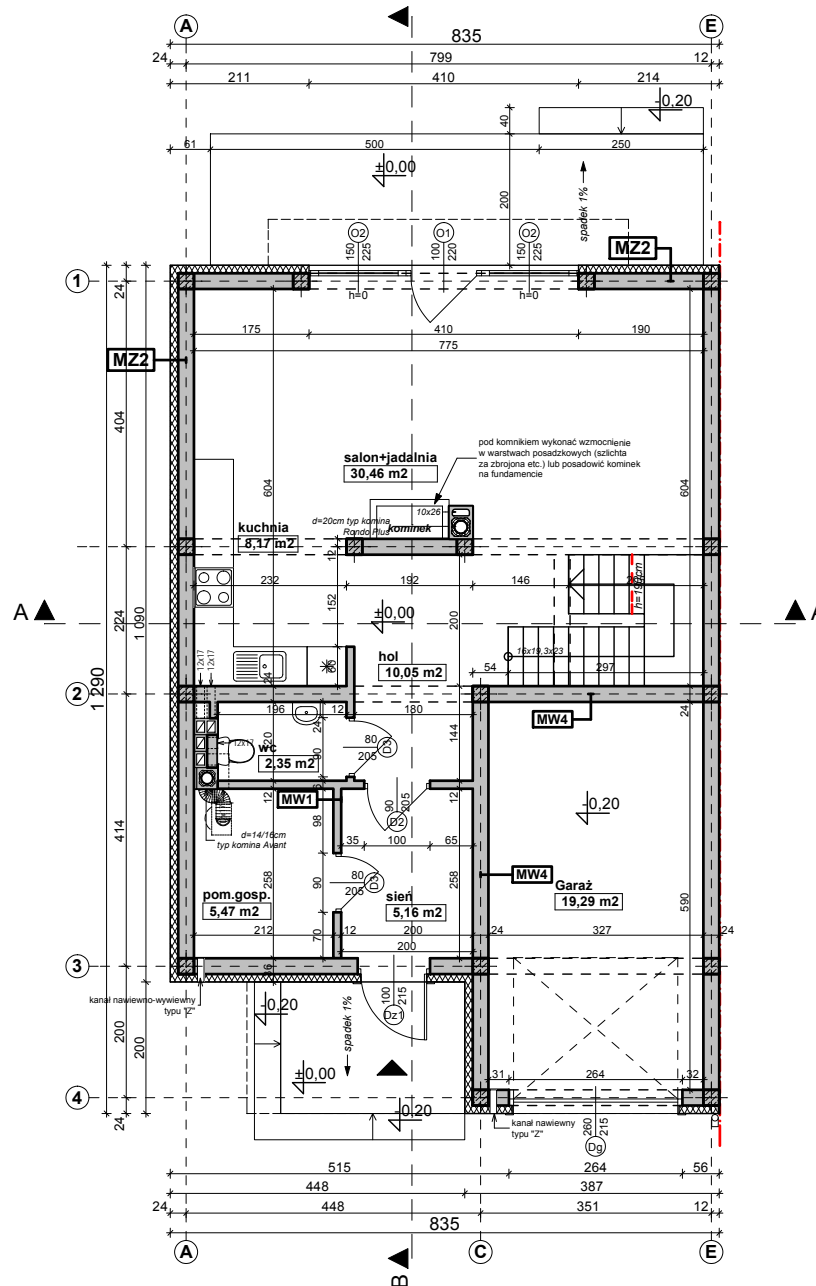 A
E
835
24
799
12
211
410
214
-0,20
40
61
500
250
±0,00
200
spadek 1%
O2
O1
O2
150
225
100
220
150
225
MZ2
1
24
h=0
h=0
175
410
190
775
MZ2
404
604
604
pod komnikiem wykonać wzmocnienie
w warstwach posadzkowych (szlichta
za zbrojona etc.) lub posadowić kominek
na fundamencie
salon+jadalnia
30,46 m2
10x26
d=20cm typ komina
Rondo Plus
kominek
kuchnia
8,17 m2
12
232
192
146
152
200
224
1 090
1 290
A
A
±0,00
hol
10,05 m2
16x19,3x23
54
297
12x17
12x17
24
2
24
MW4
196
12
180
24
144
wc
2,35 m2
12x17
80
205
D3
90
MW1
12
12
98
90
205
D2
-0,20
d=14/16cm
typ komina Avant
35
100
65
414
258
258
80
205
D3
90
MW4
Garaż
19,29 m2
590
pom.gosp.
5,47 m2
sień
5,16 m2
212
12
200
24
327
24
70
200
3
kanał nawiewno-wywiewny
typu "Z"
100
215
Dz1
-0,20
spadek 1%
±0,00
200
200
31
264
32
4
24
-0,20
kanał nawiewny
typu "Z"
260
215
Dg
515
264
56
448
387
24
448
351
12
835
A
C
E
B